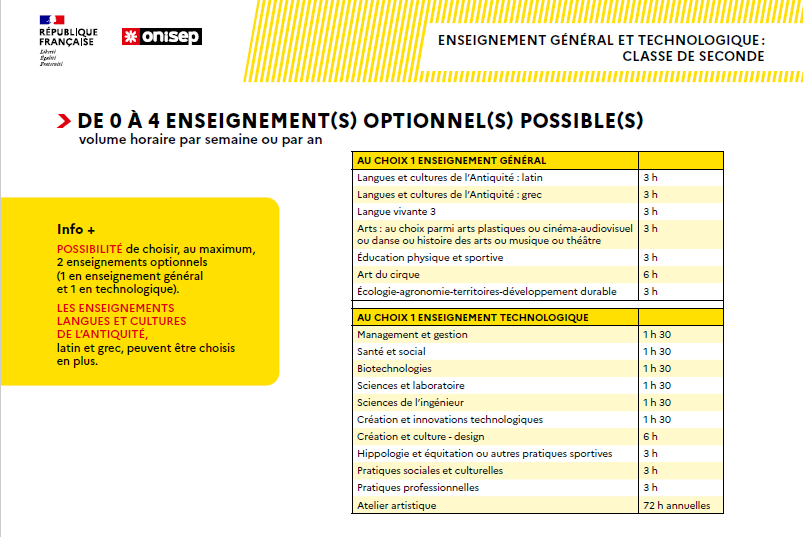 RÉPUBLIQUE
FRANÇAISE
Liberté
Égalité
Fraternité
onisep
ENSEIGNEMENT GÉNÉRAL ET TECHNOLOGIQUE :
CLASSE DE SECONDE
DE 0 À 4 ENSEIGNEMENT(S) OPTIONNEL(S) POSSIBLE(S)
volume horaire par semaine ou par an
Info +
POSSIBILITÉ de choisir, au maximum,
2 enseignements optionnels
(1 en enseignement général
et 1 en technologique).
LES ENSEIGNEMENTS
LANGUES ET CULTURES
DE L'ANTIQUITÉ,
latin et grec, peuvent être choisis
en plus.
AU CHOIX 1 ENSEIGNEMENT GÉNÉRAL
Langues et cultures de l'Antiquité : latin 3 h
Langues et cultures de l'Antiquité : grec 3 h
Langue vivante 3 3 h
Arts : au choix parmi arts plastiques ou cinéma-audiovisuel 3 h
ou danse ou histoire des arts ou musique ou théâtre
Éducation physique et sportive 3 h
Art du cirque 6 h
Écologie-agronomie-territoires-développement durable 3 h
AU CHOIX 1 ENSEIGNEMENT TECHNOLOGIQUE
Management et gestion 1 h 30
Santé et social 1 h 30
Biotechnologies 1 h 30
Sciences et laboratoire 1 h 30
Sciences de l'ingénieur 1 h 30
Création et innovations technologiques 1 h 30
Création et culture - design 6 h
Hippologie et équitation ou autres pratiques sportives 3 h
Pratiques sociales et culturelles 3 h
Pratiques professionnelles 3 h
Atelier artistique 72 h annuelles